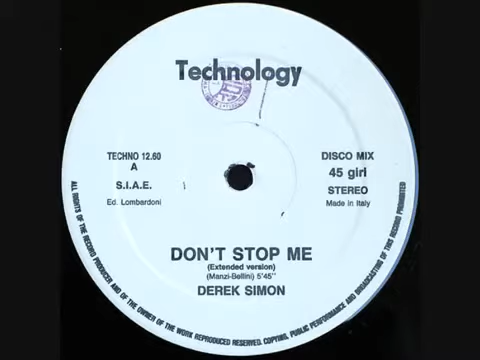 Technology
TECHNO 12.60
A
S.I.A.E.
Ed. Lombardoni
DISCO MIX
45 giri
STEREO
Made in Italy
DON'T STOP ME
(Extended version)
(Manzi-Bellini) 5'45''
DEREK SIMON
ALL RIGHTS OF THE RECORD PRODUCER AND OF THE OWNER OF THE WORK REPRODUCED RESERVED. COPYING, PUBLIC PERFORMANCE AND BROADCASTING OF THIS RECORD PROHIBITED